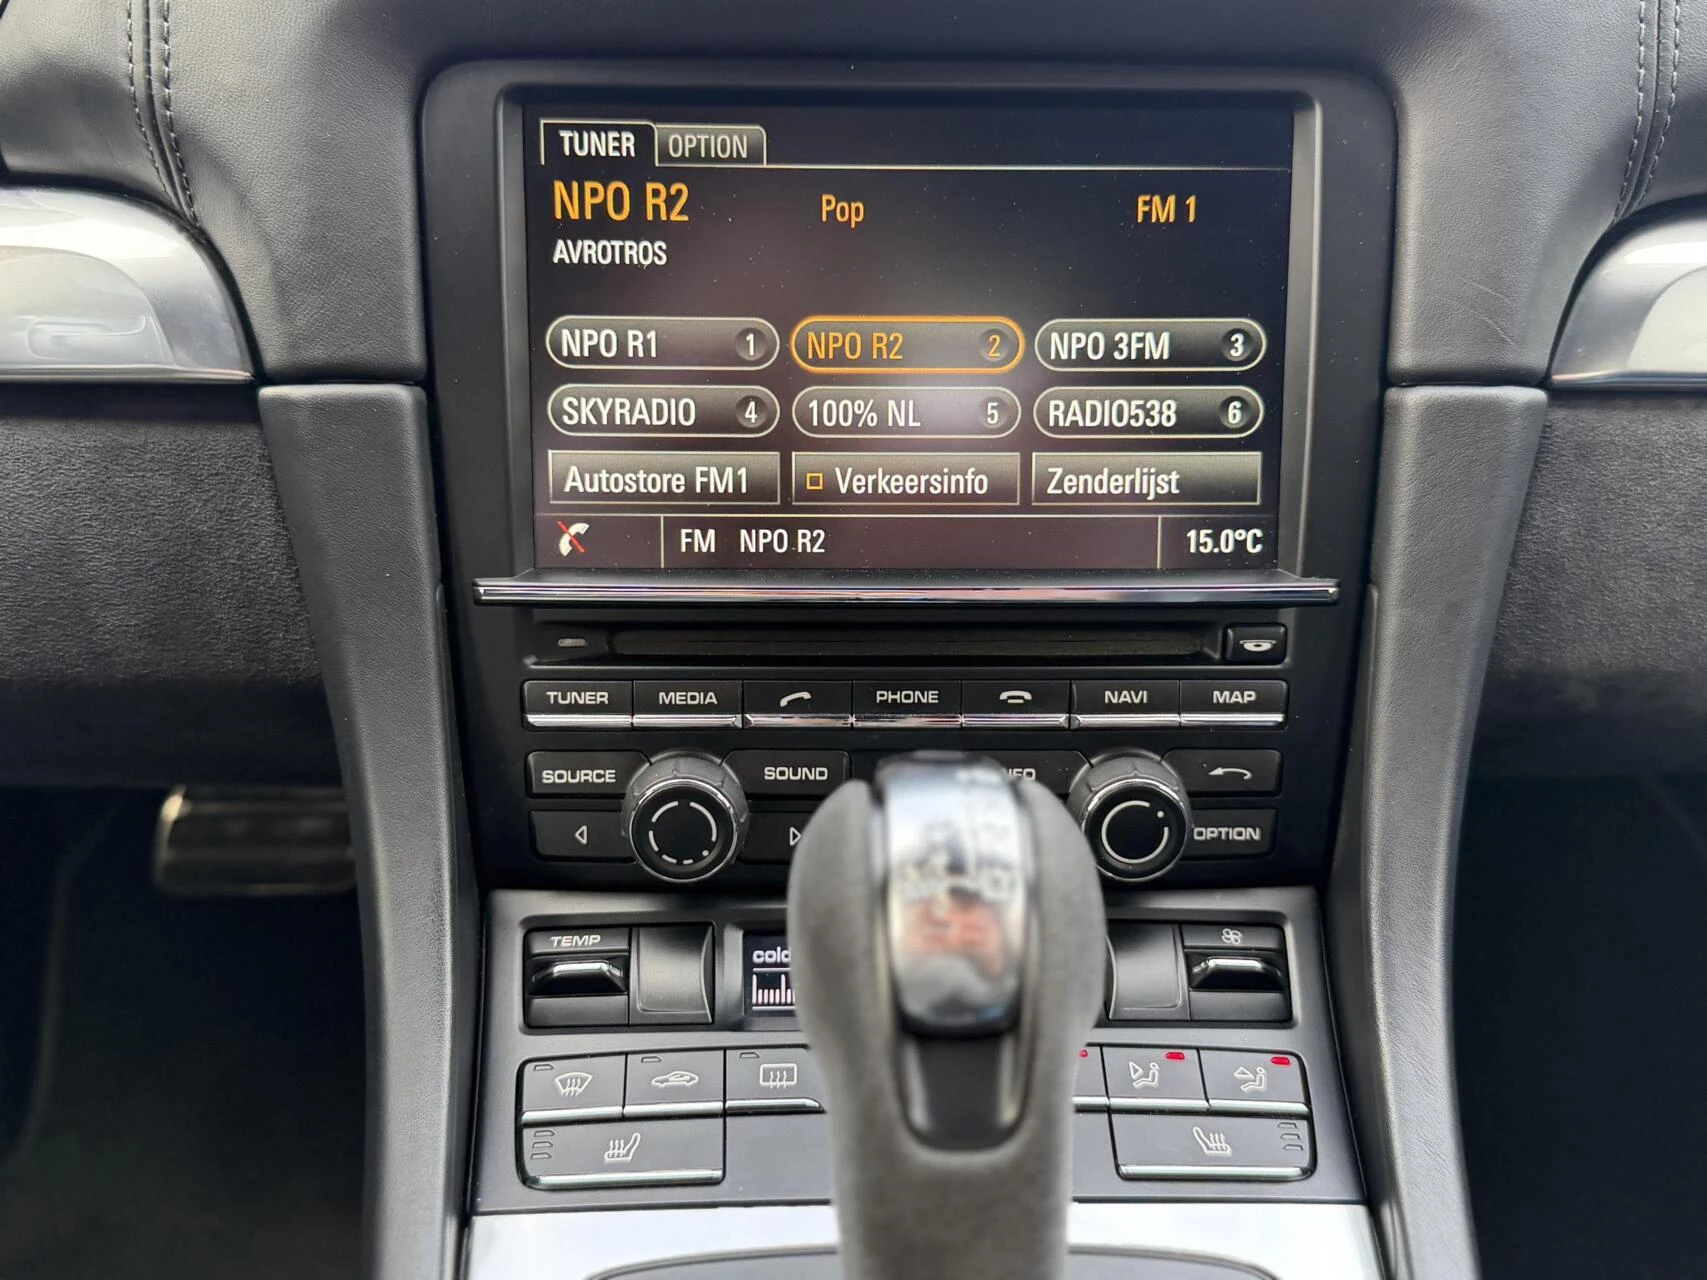 TUNER OPTION
NPO R2 Pop FM 1
AVROTROS
NPO R1 1 NPO R2 2 NPO 3FM 3
SKYRADIO 4 100% NL 5 RADIO538 6
Autostore FM1 Verkeersinfo Zenderlijst
FM NPO R2 15.0°C
TUNER MEDIA PHONE NAVI MAP
SOURCE SOUND
OPTION
TEMP